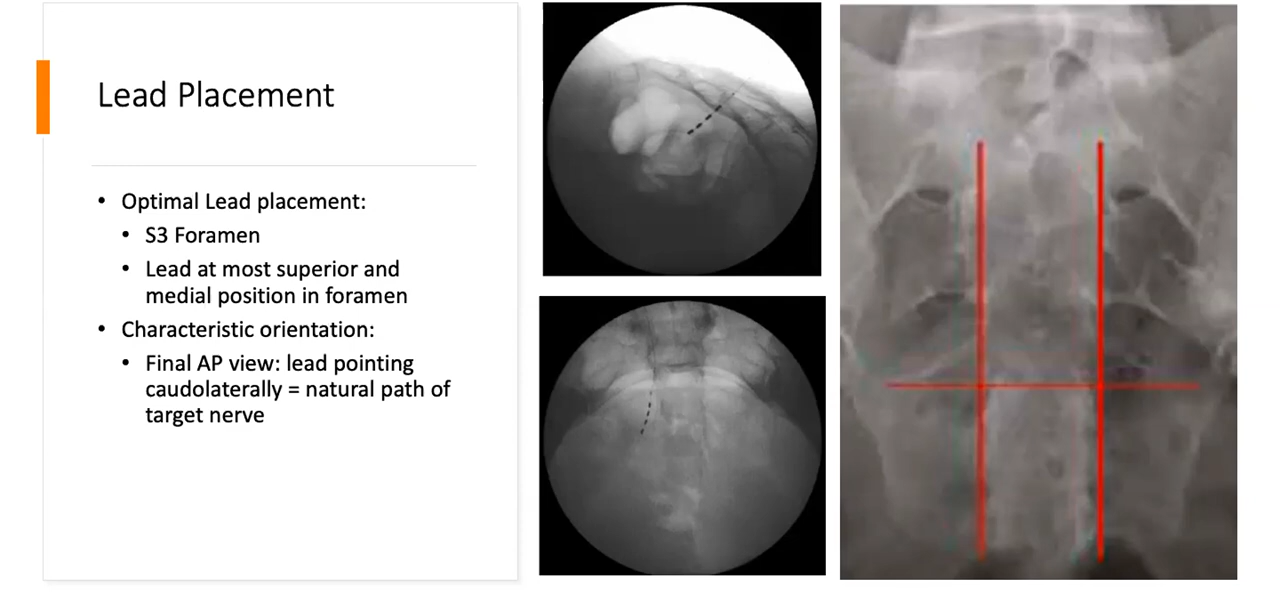 Lead Placement
• Optimal Lead placement:
• S3 Foramen
• Lead at most superior and
medial position in foramen
• Characteristic orientation:
• Final AP view: lead pointing
caudolaterally = natural path of
target nerve